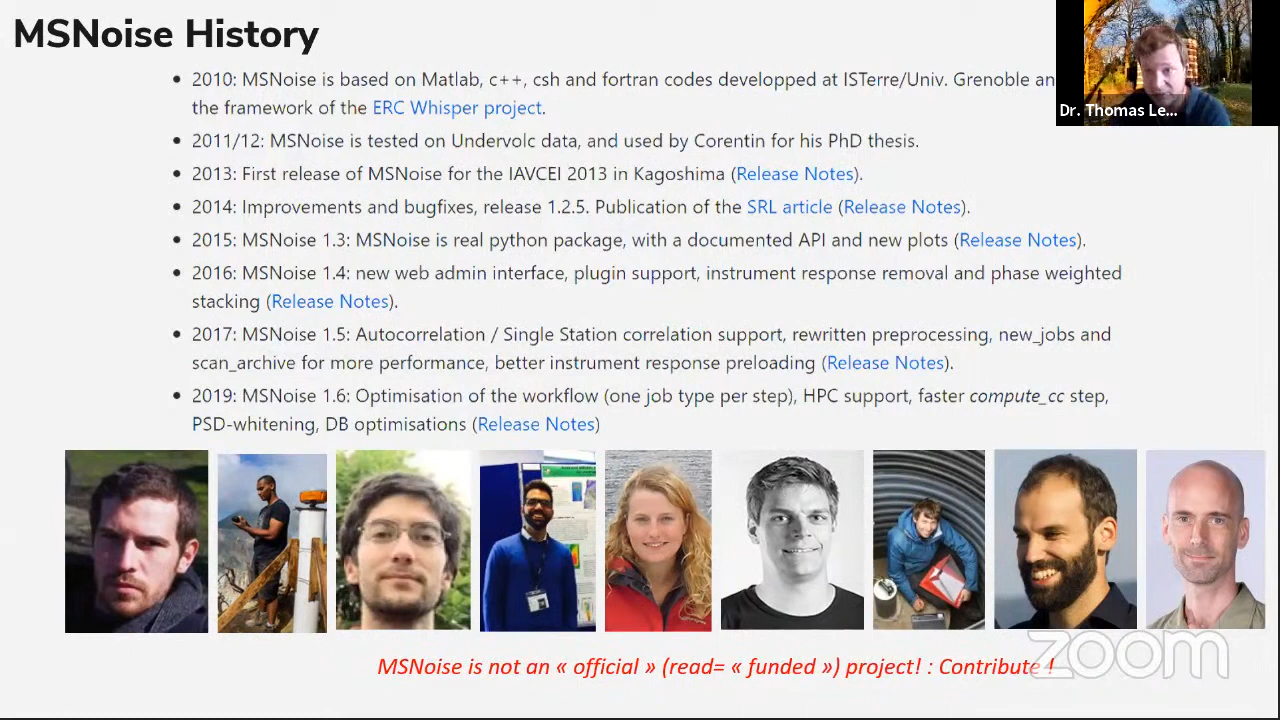 MSNoise History
• 2010: MSNoise is based on Matlab, c++, csh and fortran codes developped at ISTerre/Univ. Grenoble an
the framework of the ERC Whisper project.
• 2011/12: MSNoise is tested on Undervolc data, and used by Corentin for his PhD thesis.
• 2013: First release of MSNoise for the IAVCEI 2013 in Kagoshima (Release Notes).
• 2014: Improvements and bugfixes, release 1.2.5. Publication of the SRL article (Release Notes).
• 2015: MSNoise 1.3: MSNoise is real python package, with a documented API and new plots (Release Notes).
• 2016: MSNoise 1.4: new web admin interface, plugin support, instrument response removal and phase weighted
stacking (Release Notes).
• 2017: MSNoise 1.5: Autocorrelation / Single Station correlation support, rewritten preprocessing, new_jobs and
scan_archive for more performance, better instrument response preloading (Release Notes).
• 2019: MSNoise 1.6: Optimisation of the workflow (one job type per step), HPC support, faster compute_cc step,
PSD-whitening, DB optimisations (Release Notes)
MSNoise is not an « official » (read= « funded ») project! : Contribute !
Dr. Thomas Le...
zoom